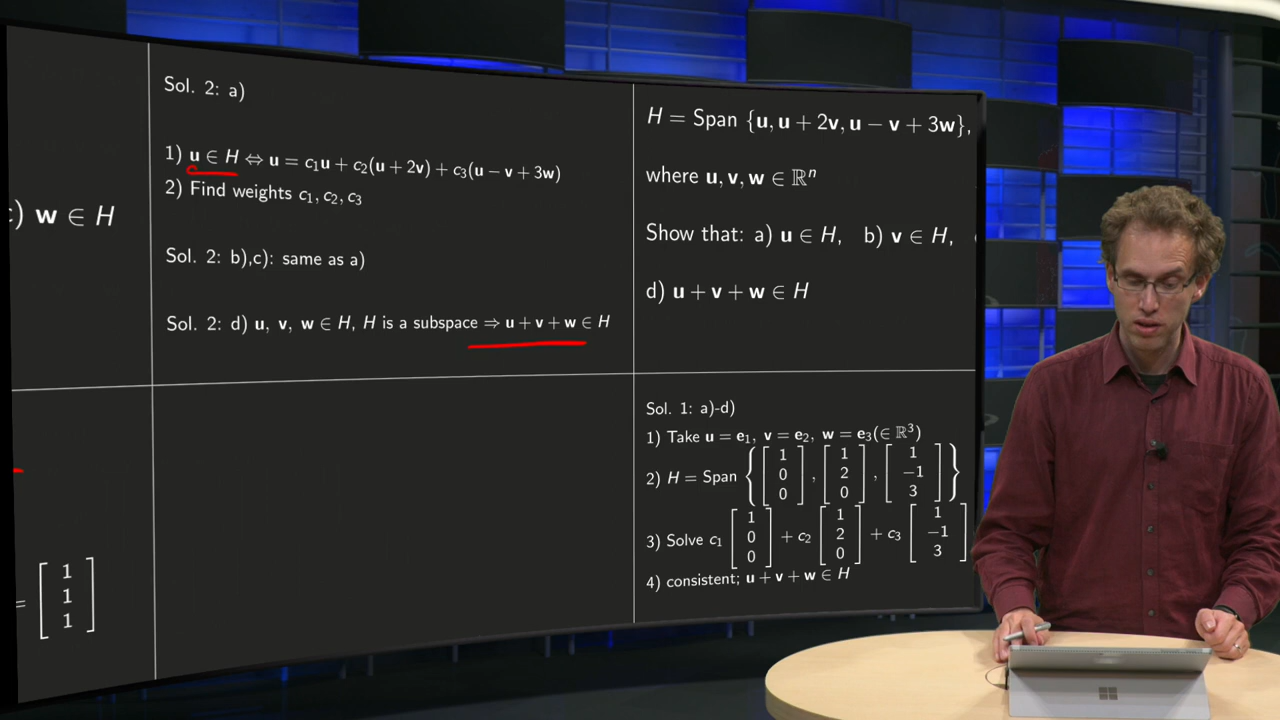 c) w ∈ H
= [ 1 1 1 ]
Sol. 2: a)
1) u ∈ H ⇔ u = c₁u + c₂(u + 2v) + c₃(u − v + 3w)
2) Find weights c₁, c₂, c₃
Sol. 2: b),c): same as a)
Sol. 2: d) u, v, w ∈ H, H is a subspace ⇒ u + v + w ∈ H
H = Span {u, u + 2v, u − v + 3w},
where u, v, w ∈ ℝⁿ
Show that: a) u ∈ H, b) v ∈ H,
d) u + v + w ∈ H
Sol. 1: a)-d)
1) Take u = e₁, v = e₂, w = e₃(∈ ℝ³)
2) H = Span { [ 1 0 0 ], [ 1 2 0 ], [ 1 −1 3 ] }
3) Solve c₁ [ 1 0 0 ] + c₂ [ 1 2 0 ] + c₃ [ 1 −1 3 ]
4) consistent; u + v + w ∈ H